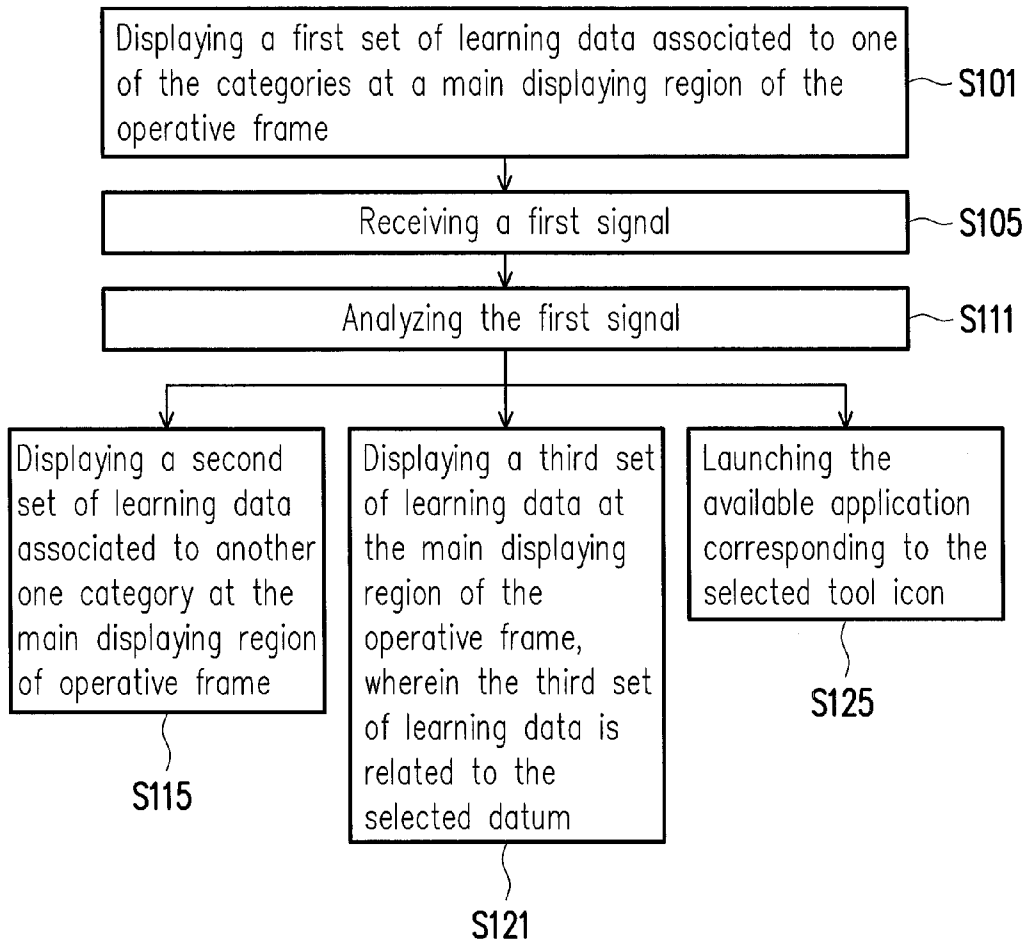 Displaying a first set of learning data associated to one
of the categories at a main displaying region of the
operative frame
S101
Receiving a first signal
S105
Analyzing the first signal
S111
Displaying a second
set of learning data
associated to another
one category at the
main displaying region
of operative frame
S115
Displaying a third set
of learning data at
the main displaying
region of the
operative frame,
wherein the third set
of learning data is
related to the
selected datum
S121
Launching the
available application
corresponding to the
selected tool icon
S125